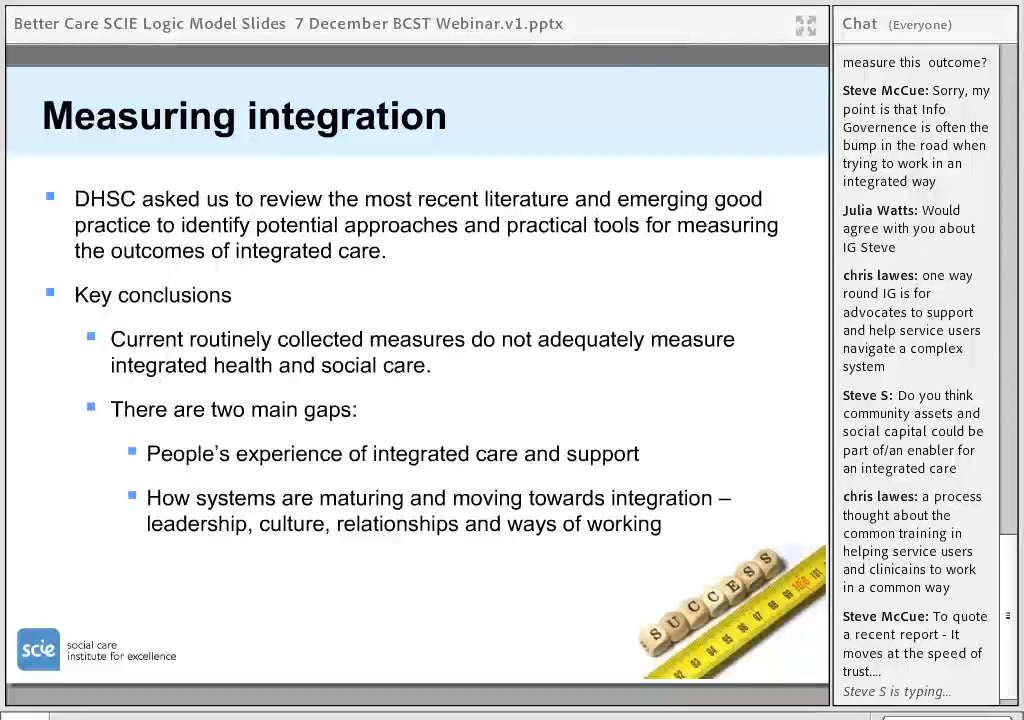 Better Care SCIE Logic Model Slides 7 December BCST Webinar.v1.pptx
Measuring integration
DHSC asked us to review the most recent literature and emerging good
practice to identify potential approaches and practical tools for measuring
the outcomes of integrated care.
Key conclusions
Current routinely collected measures do not adequately measure
integrated health and social care.
There are two main gaps:
People’s experience of integrated care and support
How systems are maturing and moving towards integration –
leadership, culture, relationships and ways of working
SUCCESS
92 93 94 95 96 97 98 99 100 101
scie
social care
institute for excellence
Chat (Everyone)
measure this outcome?
Steve McCue: Sorry, my
point is that Info
Governence is often the
bump in the road when
trying to work in an
integrated way
Julia Watts: Would
agree with you about
IG Steve
chris lawes: one way
round IG is for
advocates to support
and help service users
navigate a complex
system
Steve S: Do you think
community assets and
social capital could be
part of/an enabler for
an integrated care
chris lawes: a process
thought about the
common training in
helping service users
and clinicains to work
in a common way
Steve McCue: To quote
a recent report - It
moves at the speed of
trust....
Steve S is typing...